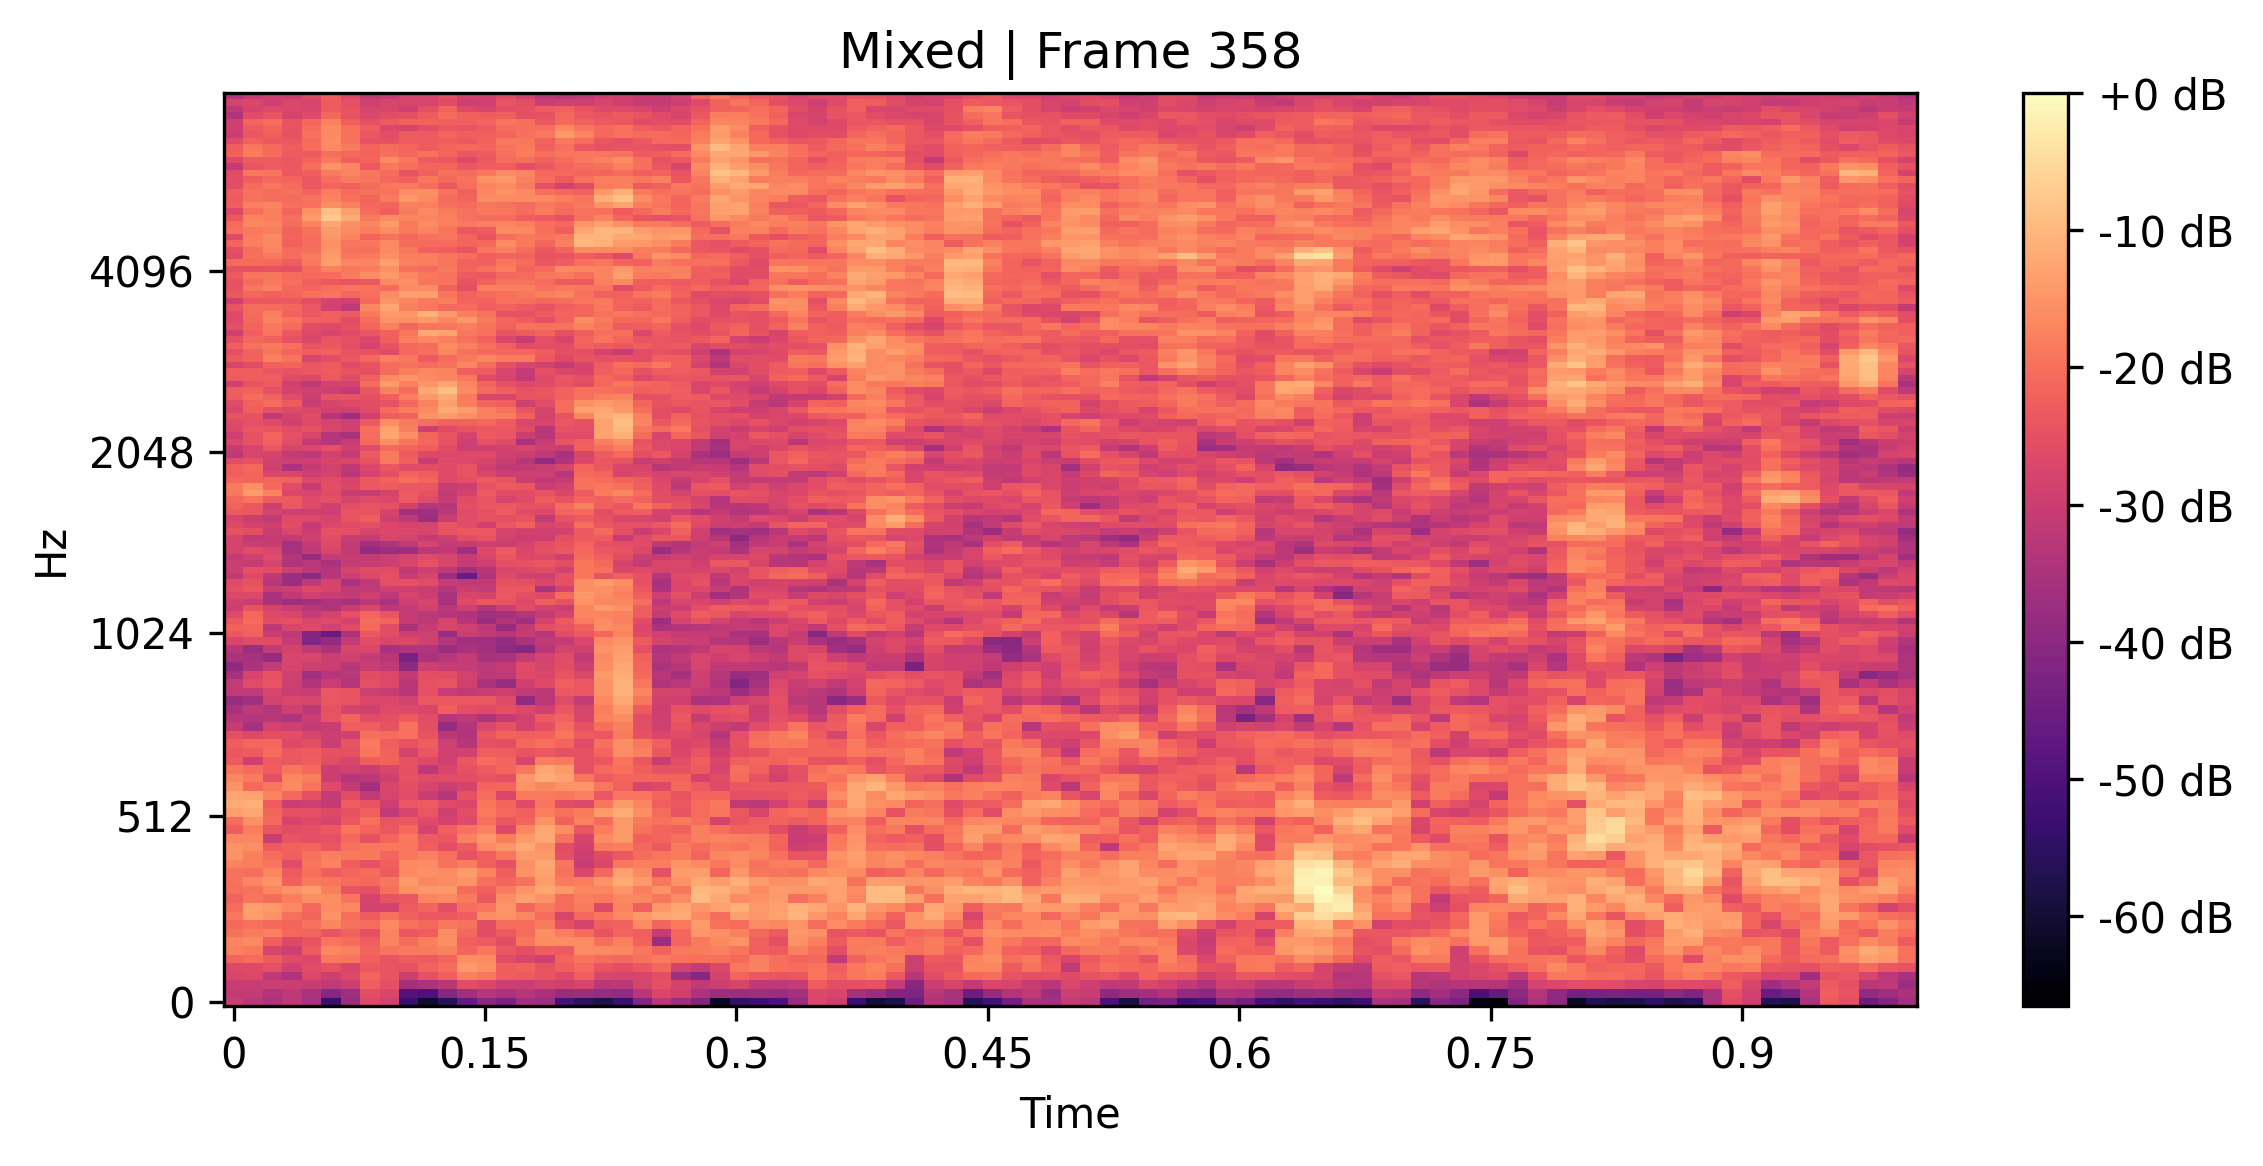 Mixed | Frame 358
+0 dB
-10 dB
-20 dB
-30 dB
-40 dB
-50 dB
-60 dB
4096
2048
1024
512
0
Hz
0 0.15 0.3 0.45 0.6 0.75 0.9
Time